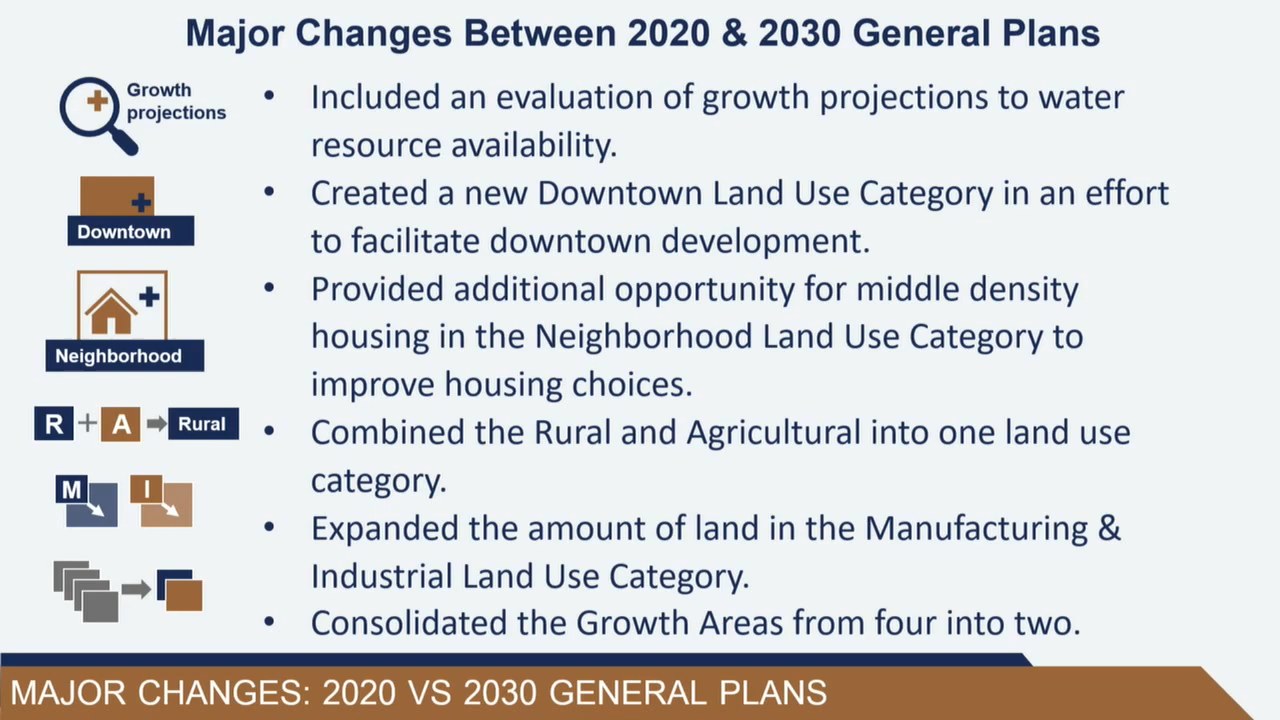 Major Changes Between 2020 & 2030 General Plans
Growth
projections
• Included an evaluation of growth projections to water
resource availability.
Downtown
• Created a new Downtown Land Use Category in an effort
to facilitate downtown development.
Neighborhood
• Provided additional opportunity for middle density
housing in the Neighborhood Land Use Category to
improve housing choices.
R + A Rural
• Combined the Rural and Agricultural into one land use
category.
M I
• Expanded the amount of land in the Manufacturing &
Industrial Land Use Category.
• Consolidated the Growth Areas from four into two.
MAJOR CHANGES: 2020 VS 2030 GENERAL PLANS